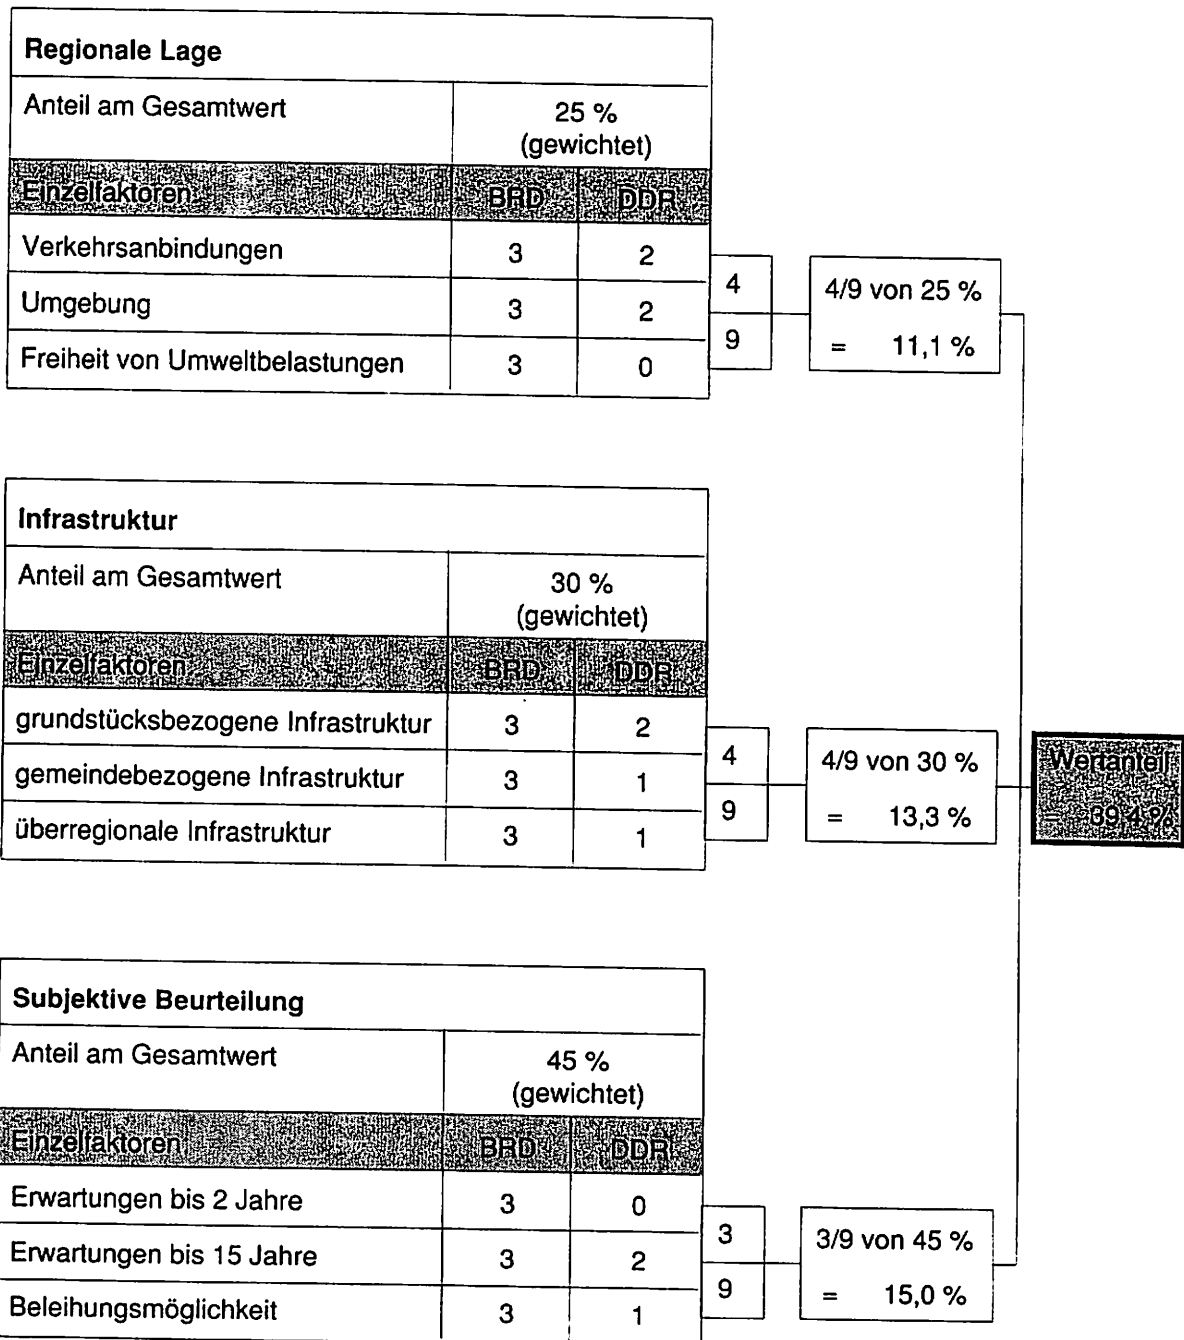 Regionale Lage
Anteil am Gesamtwert 25 %
(gewichtet)
Einzelfaktoren BRD DDR
Verkehrsanbindungen 3 2
Umgebung 3 2
Freiheit von Umweltbelastungen 3 0
4
9
4/9 von 25 %
= 11,1 %
Infrastruktur
Anteil am Gesamtwert 30 %
(gewichtet)
Einzelfaktoren BRD DDR
grundstücksbezogene Infrastruktur 3 2
gemeindebezogene Infrastruktur 3 1
überregionale Infrastruktur 3 1
4
9
4/9 von 30 %
= 13,3 %
Wertanteil
= 39,4 %
Subjektive Beurteilung
Anteil am Gesamtwert 45 %
(gewichtet)
Einzelfaktoren BRD DDR
Erwartungen bis 2 Jahre 3 0
Erwartungen bis 15 Jahre 3 2
Beleihungsmöglichkeit 3 1
3
9
3/9 von 45 %
= 15,0 %